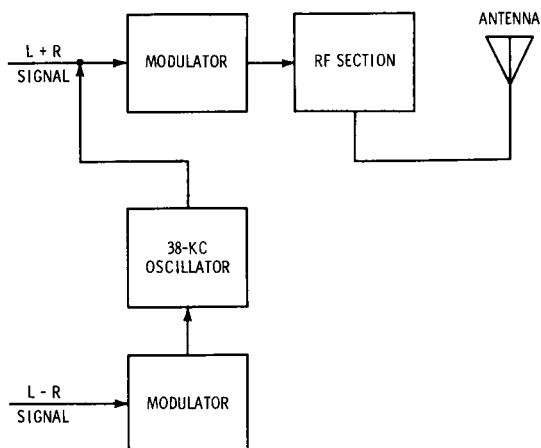 ANTENNA
L + R
SIGNAL
MODULATOR
RF SECTION
38-KC
OSCILLATOR
L - R
SIGNAL
MODULATOR